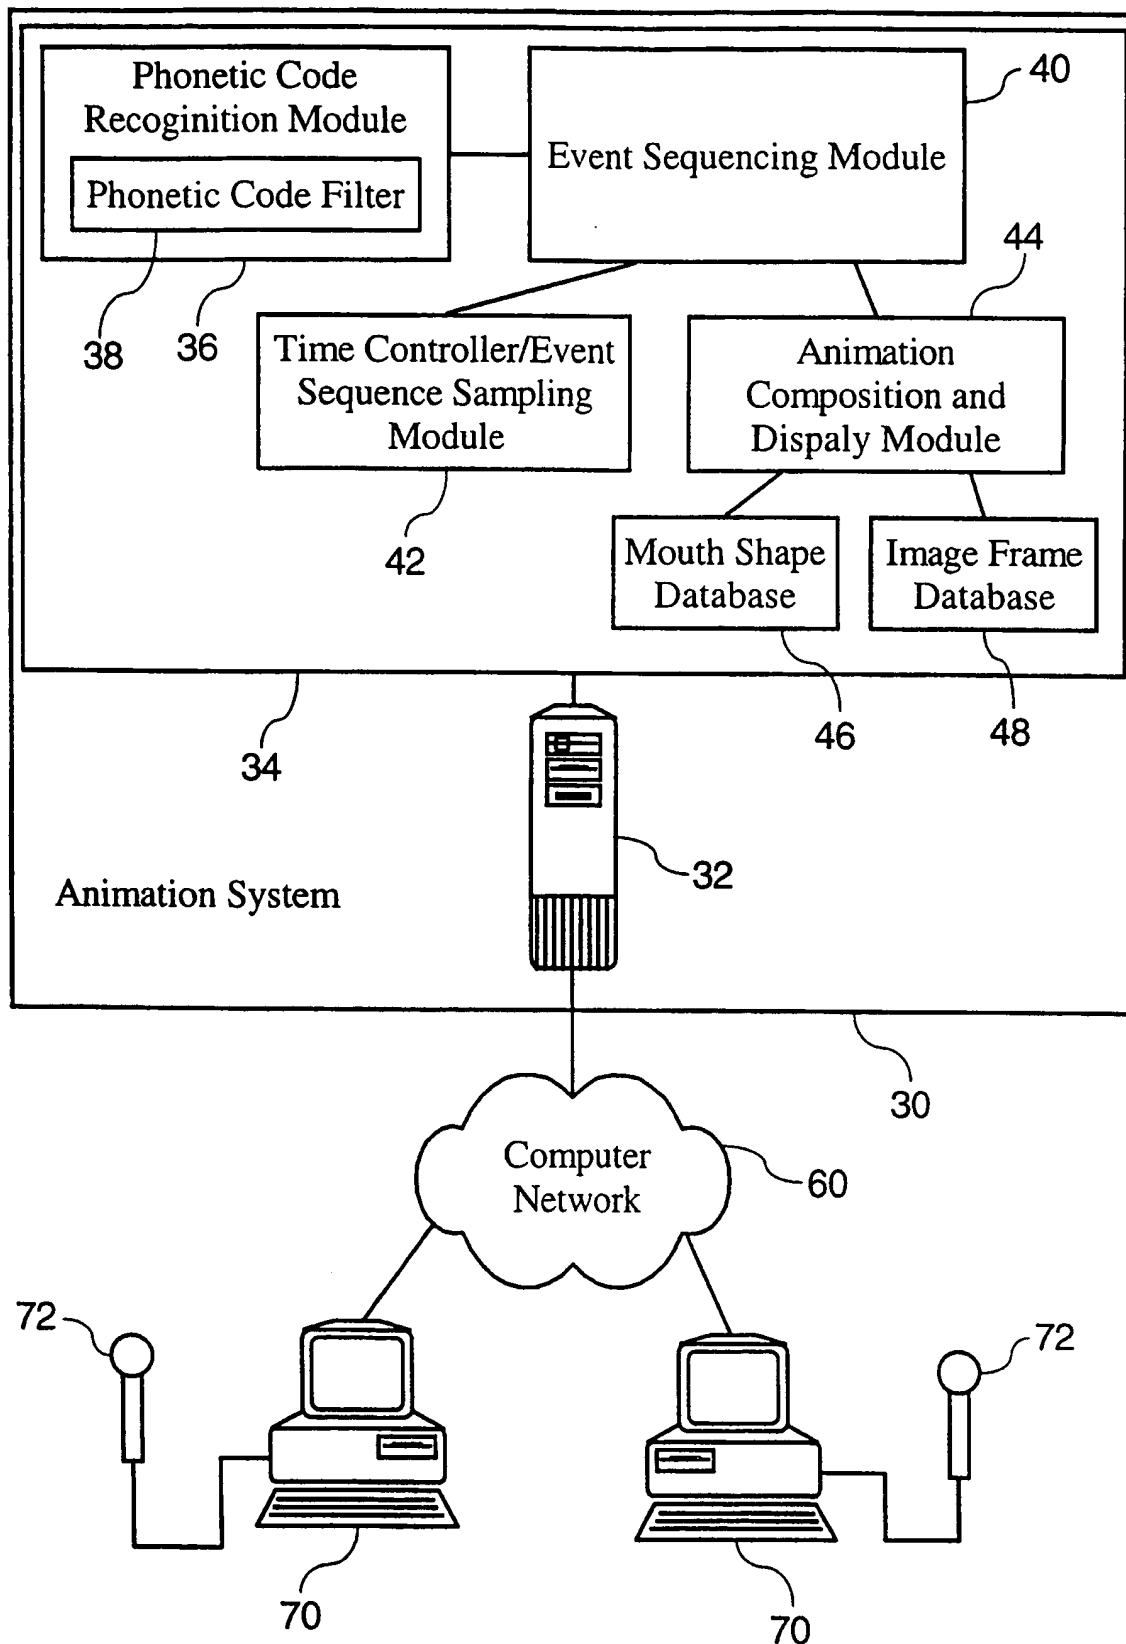 Phonetic Code
Recoginition Module
Phonetic Code Filter
Event Sequencing Module
40
44
38
36
Time Controller/Event
Sequence Sampling
Module
Animation
Composition and
Dispaly Module
42
Mouth Shape
Database
Image Frame
Database
46
48
34
32
Animation System
30
Computer
Network
60
72
72
70
70